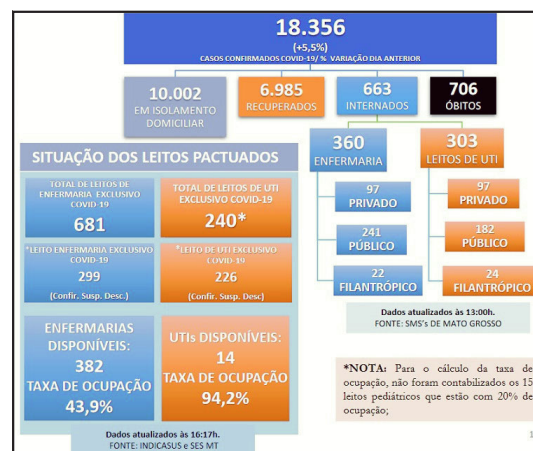 18.356
(+5,5%)
CASOS CONFIRMADOS COVID-19/ % VARIAÇÃO DIA ANTERIOR
10.002
EM ISOLAMENTO
DOMICILIAR
6.985
RECUPERADOS
663
INTERNADOS
706
ÓBITOS
360
ENFERMARIA
303
LEITOS DE UTI
97
PRIVADO
97
PRIVADO
241
PÚBLICO
182
PÚBLICO
22
FILANTRÓPICO
24
FILANTRÓPICO
Dados atualizados às 13:00h.
FONTE: SMS's DE MATO GROSSO
SITUAÇÃO DOS LEITOS PACTUADOS
TOTAL DE LEITOS DE
ENFERMARIA EXCLUSIVO
COVID-19
681
TOTAL DE LEITOS DE UTI
EXCLUSIVO COVID-19
240*
*LEITO ENFERMARIA EXCLUSIVO
COVID-19
299
(Confir. Susp. Desc.)
*LEITO DE UTI EXCLUSIVO
COVID-19
226
(Confir. Susp. Desc)
ENFERMARIAS
DISPONÍVEIS:
382
TAXA DE OCUPAÇÃO
43,9%
UTIs DISPONÍVEIS:
14
TAXA DE OCUPAÇÃO
94,2%
Dados atualizados às 16:17h.
FONTE: INDICASUS e SES MT
*NOTA: Para o cálculo da taxa de
ocupação, não foram contabilizados os 15
leitos pediátricos que estão com 20% de
ocupação;
1